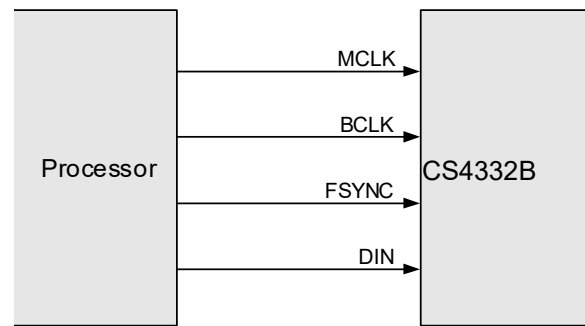 MCLK
BCLK
Processor
CS4332B
FSYNC
DIN